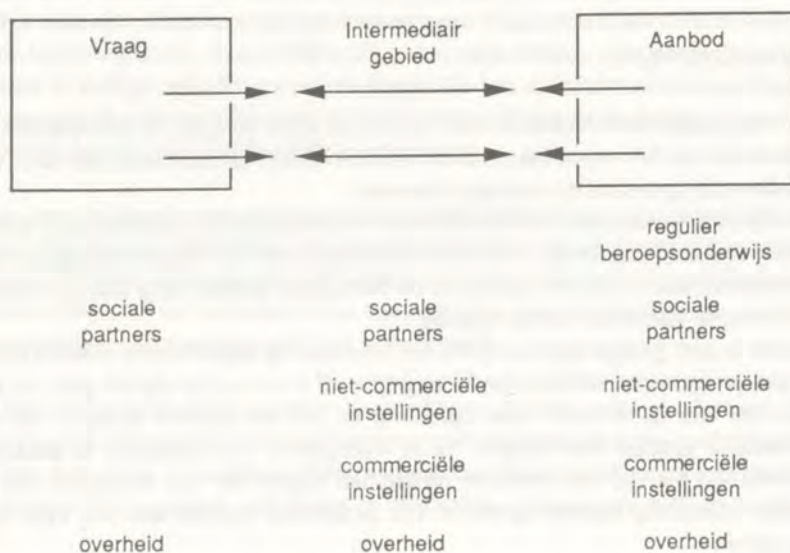 Vraag
Intermediair
gebied
Aanbod
regulier
beroepsonderwijs
sociale
partners
sociale
partners
sociale
partners
niet-commerciële
instellingen
niet-commerciële
instellingen
commerciële
instellingen
commerciële
instellingen
overheid
overheid
overheid